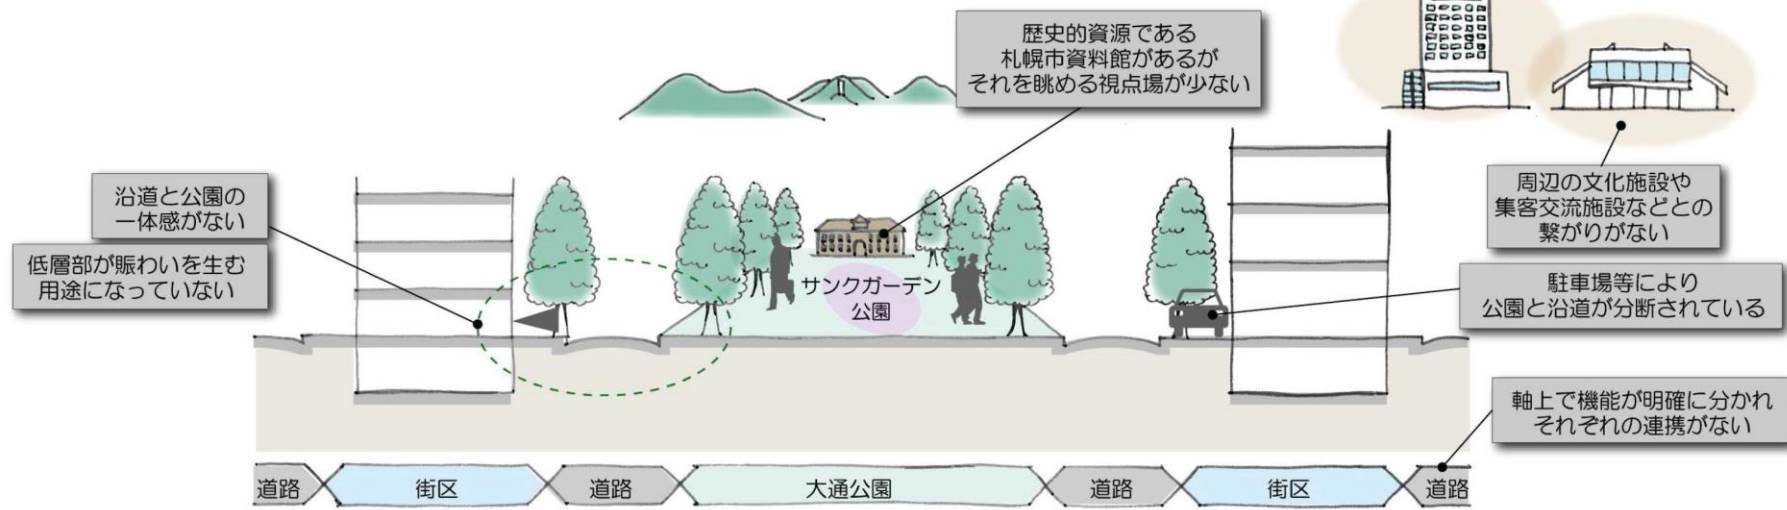 歴史的資源である
札幌市資料館があるが
それを眺める視点場が少ない
沿道と公園の
一体感がない
低層部が賑わいを生む
用途になっていない
周辺の文化施設や
集客交流施設などとの
繋がりがない
サンクガーデン
公園
駐車場等により
公園と沿道が分断されている
軸上で機能が明確に分かれ
それぞれの連携がない
道路
街区
道路
大通公園
道路
街区
道路